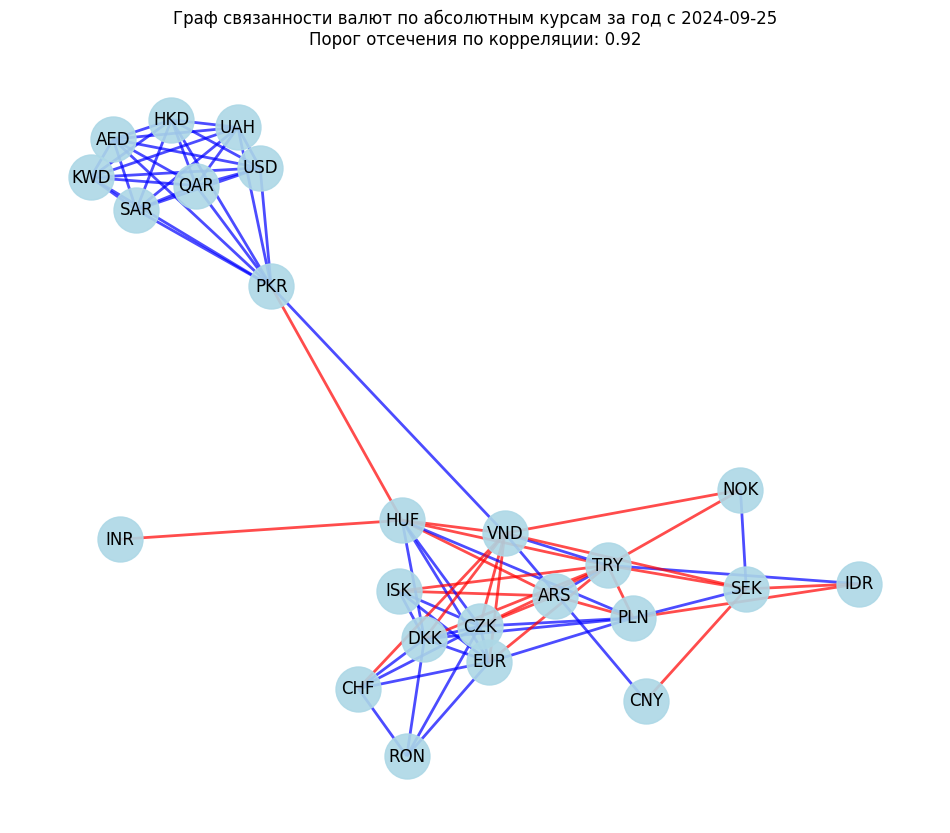 Граф связанности валют по абсолютным курсам за год с 2024-09-25
Порог отсечения по корреляции: 0.92
HKD
UAH
AED
USD
KWD
QAR
SAR
PKR
NOK
HUF
VND
INR
TRY
IDR
SEK
ISK
ARS
PLN
CZK
DKK
EUR
CHF
CNY
RON